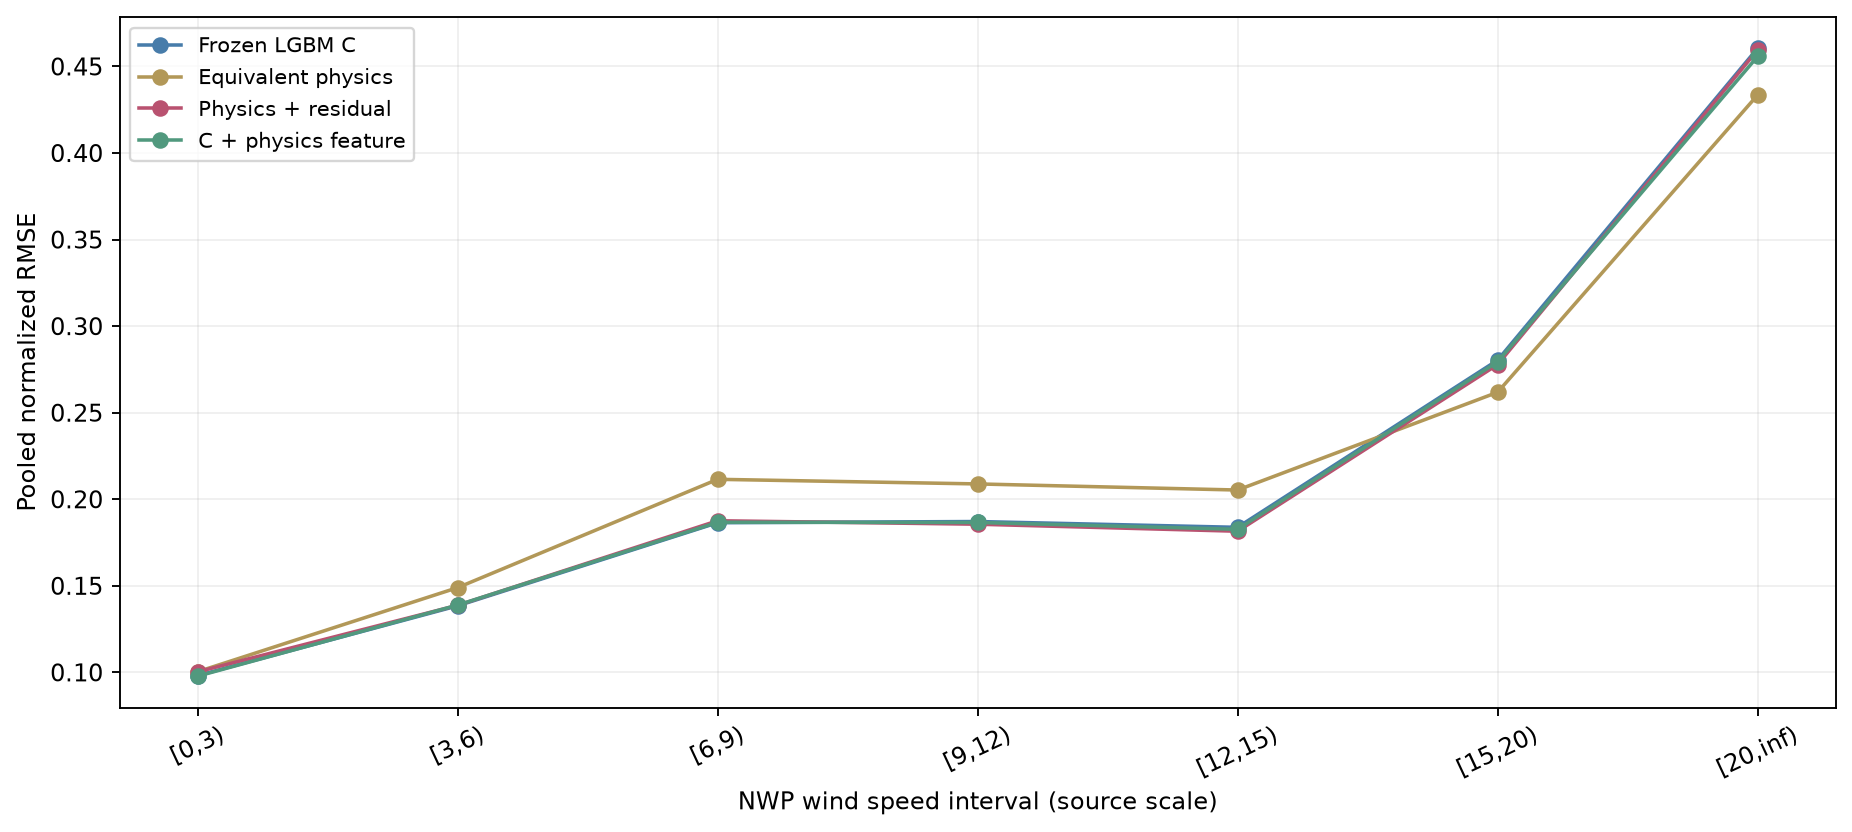 Frozen LGBM C
Equivalent physics
Physics + residual
C + physics feature
Pooled normalized RMSE
0.45
0.40
0.35
0.30
0.25
0.20
0.15
0.10
[0,3)
[3,6)
[6,9)
[9,12)
[12,15)
[15,20)
[20,inf)
NWP wind speed interval (source scale)